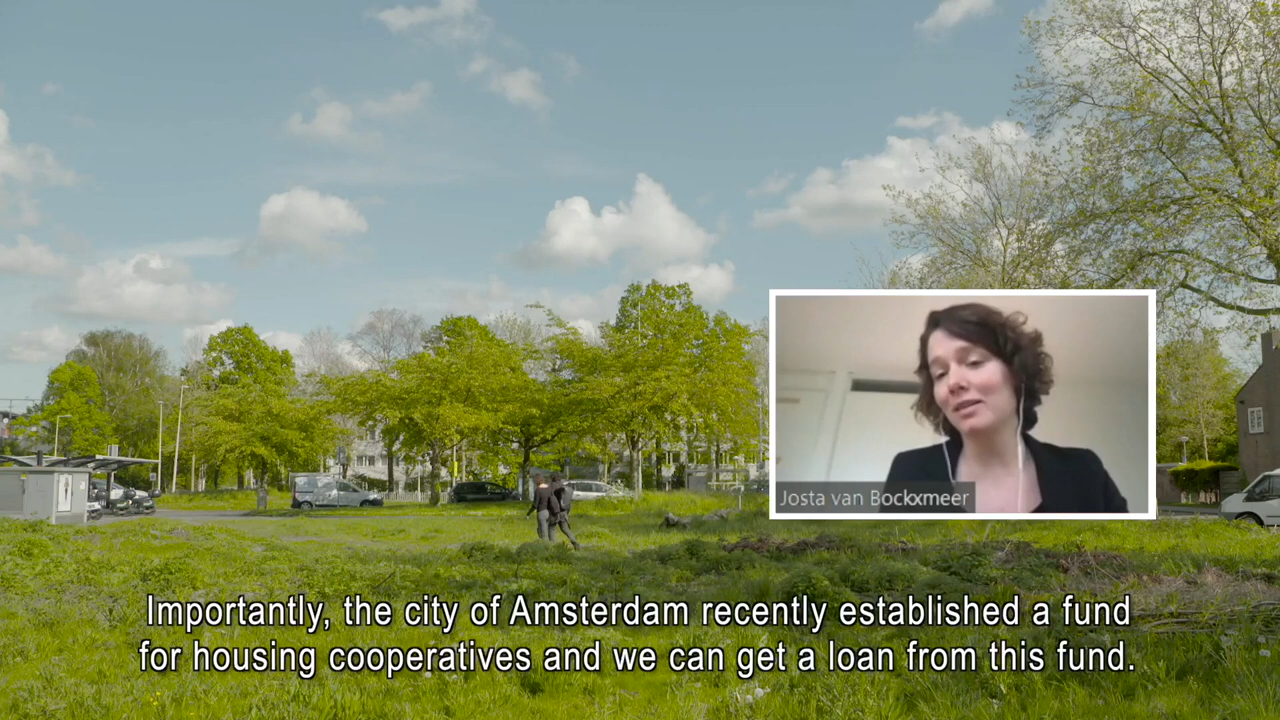 Josta van Bockxmeer
Importantly, the city of Amsterdam recently established a fund
for housing cooperatives and we can get a loan from this fund.